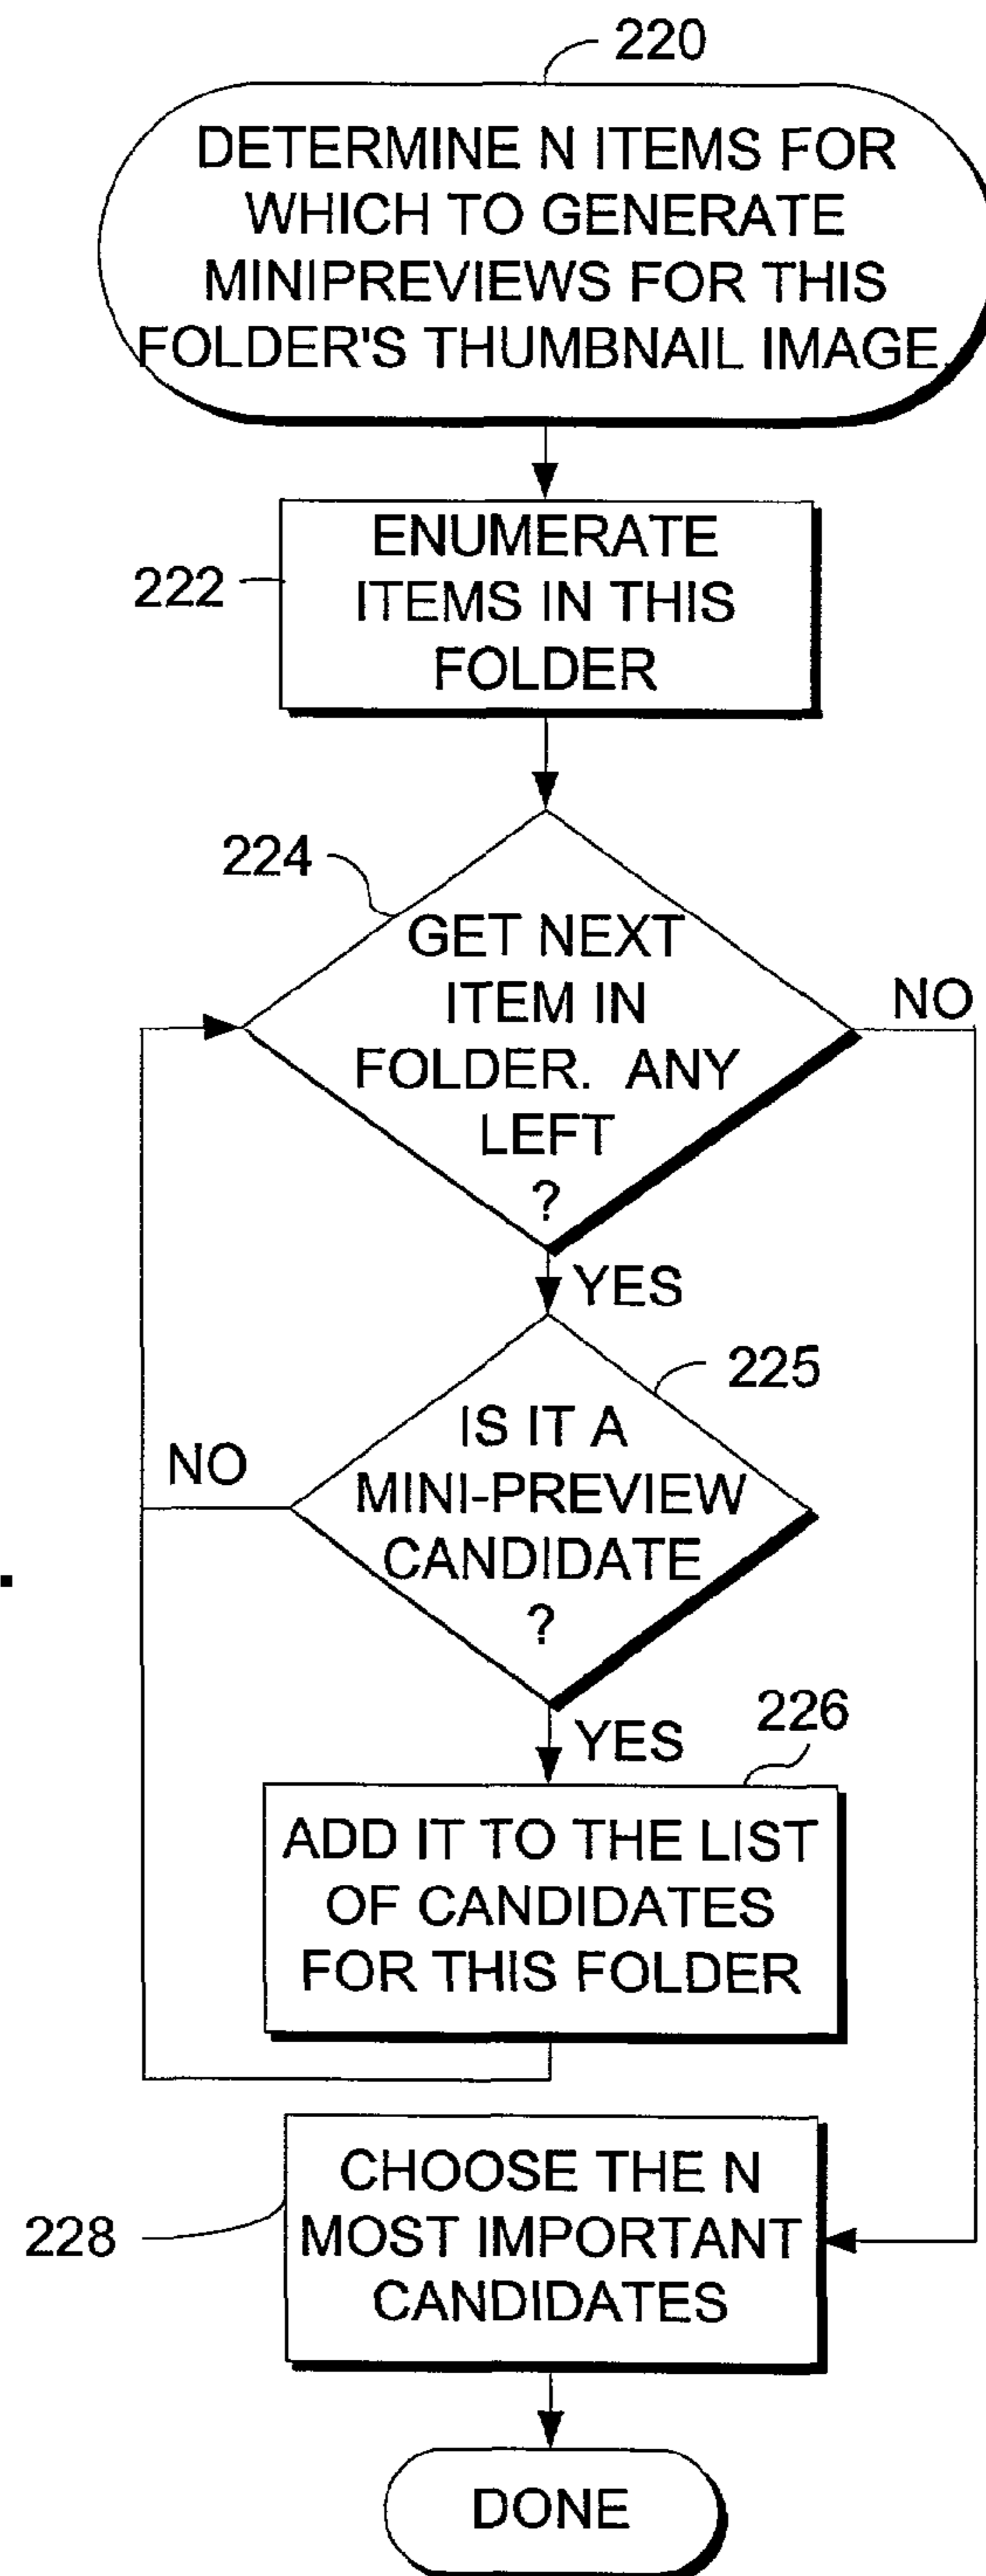 220
DETERMINE N ITEMS FOR
WHICH TO GENERATE
MINIPREVIEWS FOR THIS
FOLDER'S THUMBNAIL IMAGE.
222
ENUMERATE
ITEMS IN THIS
FOLDER
224
GET NEXT
ITEM IN
FOLDER. ANY
LEFT
?
NO
YES
225
IS IT A
MINI-PREVIEW
CANDIDATE
?
NO
YES
226
ADD IT TO THE LIST
OF CANDIDATES
FOR THIS FOLDER
228
CHOOSE THE N
MOST IMPORTANT
CANDIDATES
DONE